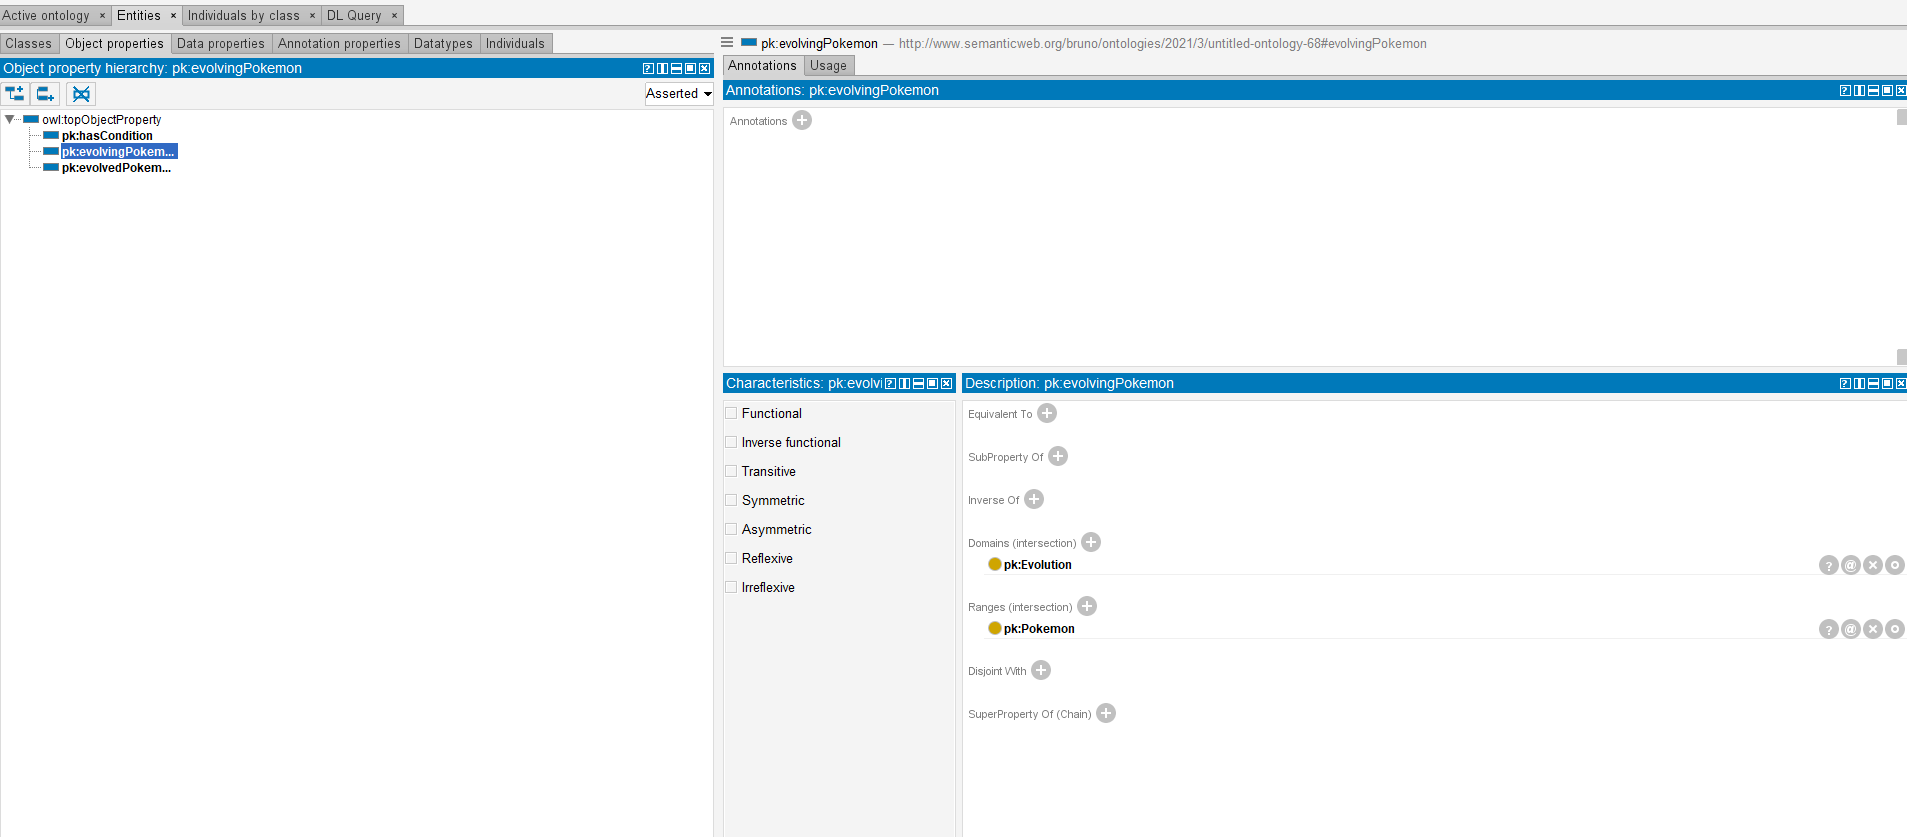 Active ontology × Entities × Individuals by class × DL Query ×
Classes Object properties Data properties Annotation properties Datatypes Individuals
Object property hierarchy: pk:evolvingPokemon
Asserted
owl:topObjectProperty
pk:hasCondition
pk:evolvingPokem...
pk:evolvedPokem...
pk:evolvingPokemon — http://www.semanticweb.org/bruno/ontologies/2021/3/untitled-ontology-68#evolvingPokemon
Annotations Usage
Annotations: pk:evolvingPokemon
Annotations
Characteristics: pk:evolvi
Functional
Inverse functional
Transitive
Symmetric
Asymmetric
Reflexive
Irreflexive
Description: pk:evolvingPokemon
Equivalent To
SubProperty Of
Inverse Of
Domains (intersection)
pk:Evolution
Ranges (intersection)
pk:Pokemon
Disjoint With
SuperProperty Of (Chain)